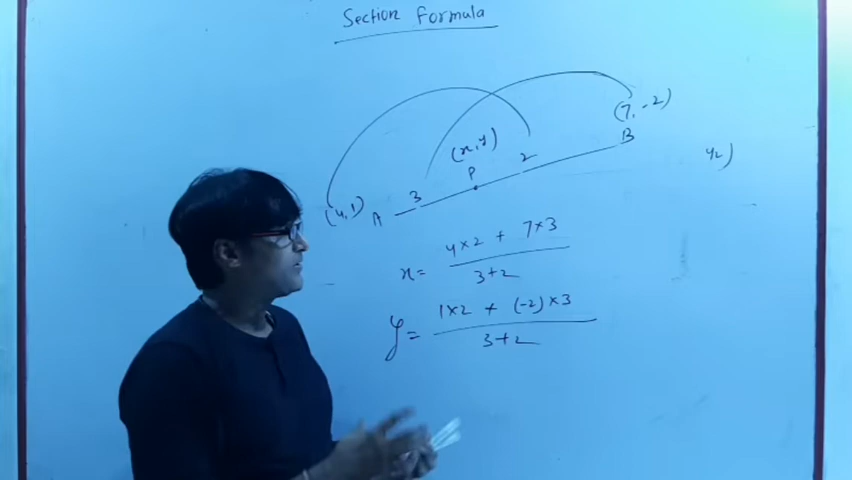 Section Formula
(7, -2)
(x, y)
B
2
y2)
P
3
(4,1) A
x = 4×2 + 7×3
3+2
y = 1×2 + (-2)×3
3+2